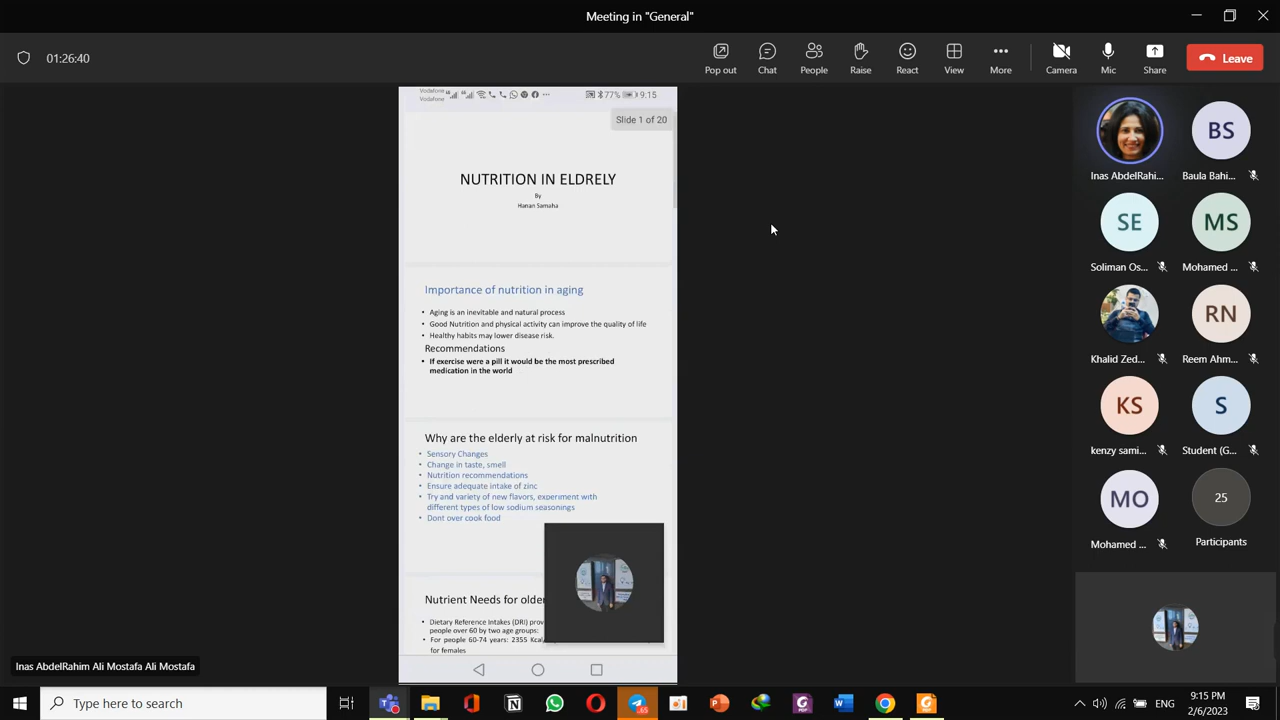 Meeting in "General"
01:26:40
Pop out
Chat
People
Raise
React
View
More
Camera
Mic
Share
Leave
Vodafone
Vodafone
77%
9:15
Slide 1 of 20
NUTRITION IN ELDRELY
By
Hanan Samaha
Importance of nutrition in aging
• Aging is an inevitable and natural process
• Good Nutrition and physical activity can improve the quality of life
• Healthy habits may lower disease risk.
Recommendations
• If exercise were a pill it would be the most prescribed
medication in the world
Why are the elderly at risk for malnutrition
• Sensory Changes
• Change in taste, smell
• Nutrition recommendations
• Ensure adequate intake of zinc
• Try and variety of new flavors, experiment with
different types of low sodium seasonings
• Dont over cook food
Nutrient Needs for older
• Dietary Reference Intakes (DRI) prov
people over 60 by two age groups:
• For people 60-74 years: 2355 Kcal
for females
Inas AbdelRahim Ali Mostafa Ali Mostafa
Inas AbdelRahi...
BS
Baula Bahi...
SE
Soliman Os...
MS
Mohamed ...
Khalid Zed...
RN
Reem Ahm...
KS
kenzy sami...
S
Student (G...
MO
Mohamed ...
25
Participants
Type here to search
65
9:15 PM
2/6/2023